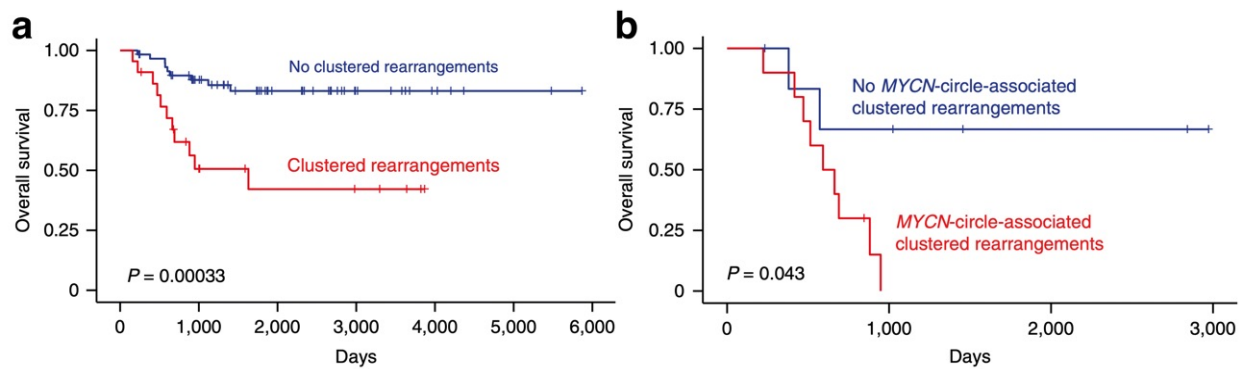 a
1.00
0.75
0.50
0.25
0
Overall survival
No clustered rearrangements
Clustered rearrangements
P = 0.00033
0 1,000 2,000 3,000 4,000 5,000 6,000
Days
b
1.00
0.75
0.50
0.25
0
Overall survival
No MYCN-circle-associated
clustered rearrangements
MYCN-circle-associated
clustered rearrangements
P = 0.043
0 1,000 2,000 3,000
Days